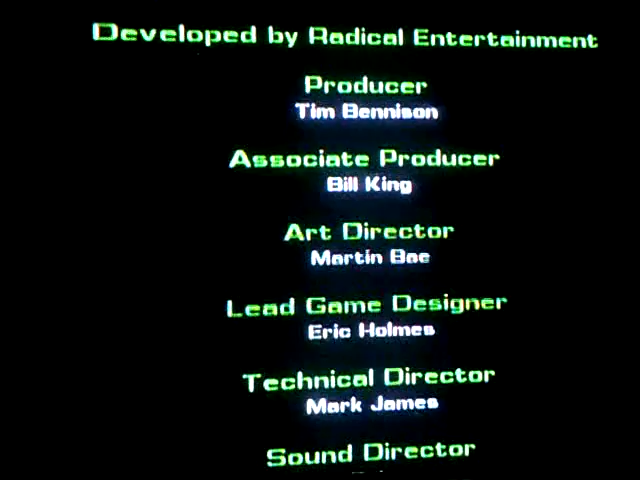 Developed by Radical Entertainment
Producer
Tim Bennison
Associate Producer
Bill King
Art Director
Martin Bae
Lead Game Designer
Eric Holmes
Technical Director
Mark James
Sound Director